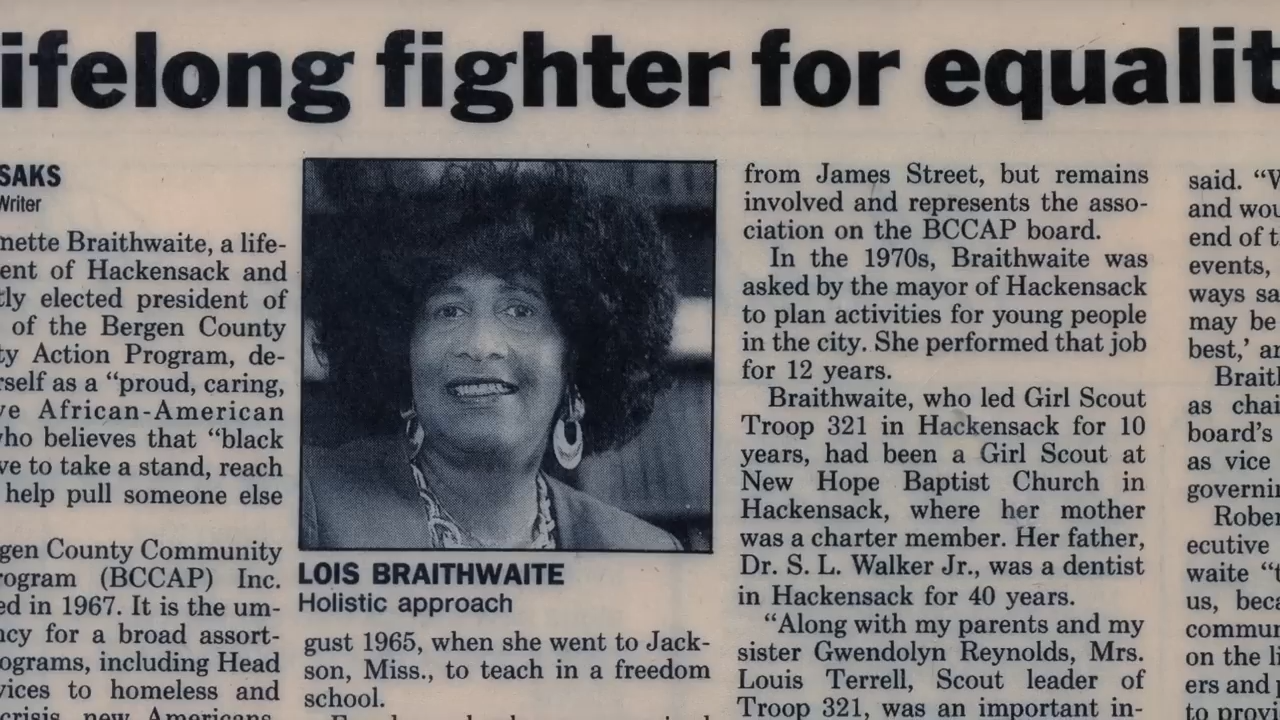 ifelong fighter for equalit
SAKS
Writer
nette Braithwaite, a life-
ent of Hackensack and
tly elected president of
of the Bergen County
ty Action Program, de-
rself as a “proud, caring,
ve African-American
who believes that “black
ve to take a stand, reach
help pull someone else
gen County Community
rogram (BCCAP) Inc.
ed in 1967. It is the um-
ncy for a broad assort-
ograms, including Head
vices to homeless and
crisis, new Americans,
LOIS BRAITHWAITE
Holistic approach
gust 1965, when she went to Jack-
son, Miss., to teach in a freedom
school.
from James Street, but remains
involved and represents the asso-
ciation on the BCCAP board.
In the 1970s, Braithwaite was
asked by the mayor of Hackensack
to plan activities for young people
in the city. She performed that job
for 12 years.
Braithwaite, who led Girl Scout
Troop 321 in Hackensack for 10
years, had been a Girl Scout at
New Hope Baptist Church in
Hackensack, where her mother
was a charter member. Her father,
Dr. S. L. Walker Jr., was a dentist
in Hackensack for 40 years.
“Along with my parents and my
sister Gwendolyn Reynolds, Mrs.
Louis Terrell, Scout leader of
Troop 321, was an important in-
said. “W
and wou
end of t
events,
ways sa
may be
best,’ an
Braitl
as chai
board’s
as vice
governin
Rober
ecutive
waite “t
us, beca
commun
on the li
ers and p
to provi